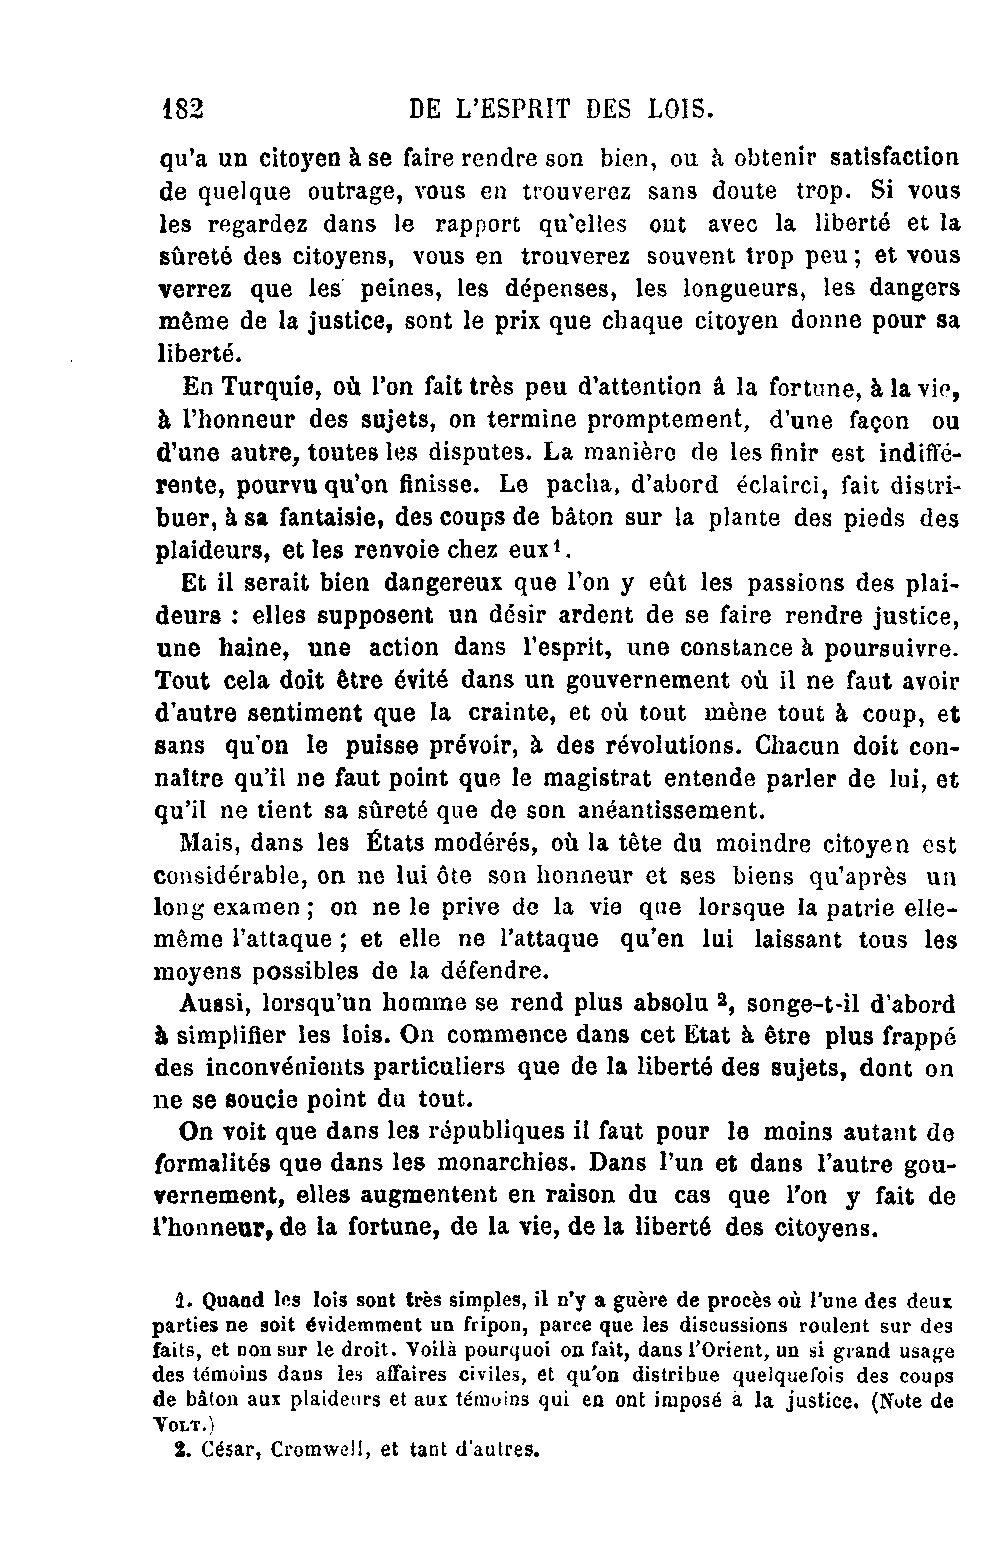 182 DE L'ESPRIT DES LOIS.
qu'a un citoyen à se faire rendre son bien, ou à obtenir satisfaction
de quelque outrage, vous en trouverez sans doute trop. Si vous
les regardez dans le rapport qu'elles ont avec la liberté et la
sûreté des citoyens, vous en trouverez souvent trop peu ; et vous
verrez que les peines, les dépenses, les longueurs, les dangers
même de la justice, sont le prix que chaque citoyen donne pour sa
liberté.
En Turquie, où l'on fait très peu d'attention à la fortune, à la vie,
à l'honneur des sujets, on termine promptement, d'une façon ou
d'une autre, toutes les disputes. La manière de les finir est indiffé-
rente, pourvu qu'on finisse. Le pacha, d'abord éclairci, fait distri-
buer, à sa fantaisie, des coups de bâton sur la plante des pieds des
plaideurs, et les renvoie chez eux 1.
Et il serait bien dangereux que l'on y eût les passions des plai-
deurs : elles supposent un désir ardent de se faire rendre justice,
une haine, une action dans l'esprit, une constance à poursuivre.
Tout cela doit être évité dans un gouvernement où il ne faut avoir
d'autre sentiment que la crainte, et où tout mène tout à coup, et
sans qu'on le puisse prévoir, à des révolutions. Chacun doit con-
naître qu'il ne faut point que le magistrat entende parler de lui, et
qu'il ne tient sa sûreté que de son anéantissement.
Mais, dans les États modérés, où la tête du moindre citoyen est
considérable, on ne lui ôte son honneur et ses biens qu'après un
long examen ; on ne le prive de la vie que lorsque la patrie elle-
même l'attaque ; et elle ne l'attaque qu'en lui laissant tous les
moyens possibles de la défendre.
Aussi, lorsqu'un homme se rend plus absolu 2, songe-t-il d'abord
à simplifier les lois. On commence dans cet Etat à être plus frappé
des inconvénients particuliers que de la liberté des sujets, dont on
ne se soucie point du tout.
On voit que dans les républiques il faut pour le moins autant de
formalités que dans les monarchies. Dans l'un et dans l'autre gou-
vernement, elles augmentent en raison du cas que l'on y fait de
l'honneur, de la fortune, de la vie, de la liberté des citoyens.
1. Quand les lois sont très simples, il n'y a guère de procès où l'une des deux
parties ne soit évidemment un fripon, parce que les discussions roulent sur des
faits, et non sur le droit. Voilà pourquoi on fait, dans l'Orient, un si grand usage
des témoins dans les affaires civiles, et qu'on distribue quelquefois des coups
de bâton aux plaideurs et aux témoins qui en ont imposé à la justice. (Note de
VOLT.)
2. César, Cromwell, et tant d'autres.